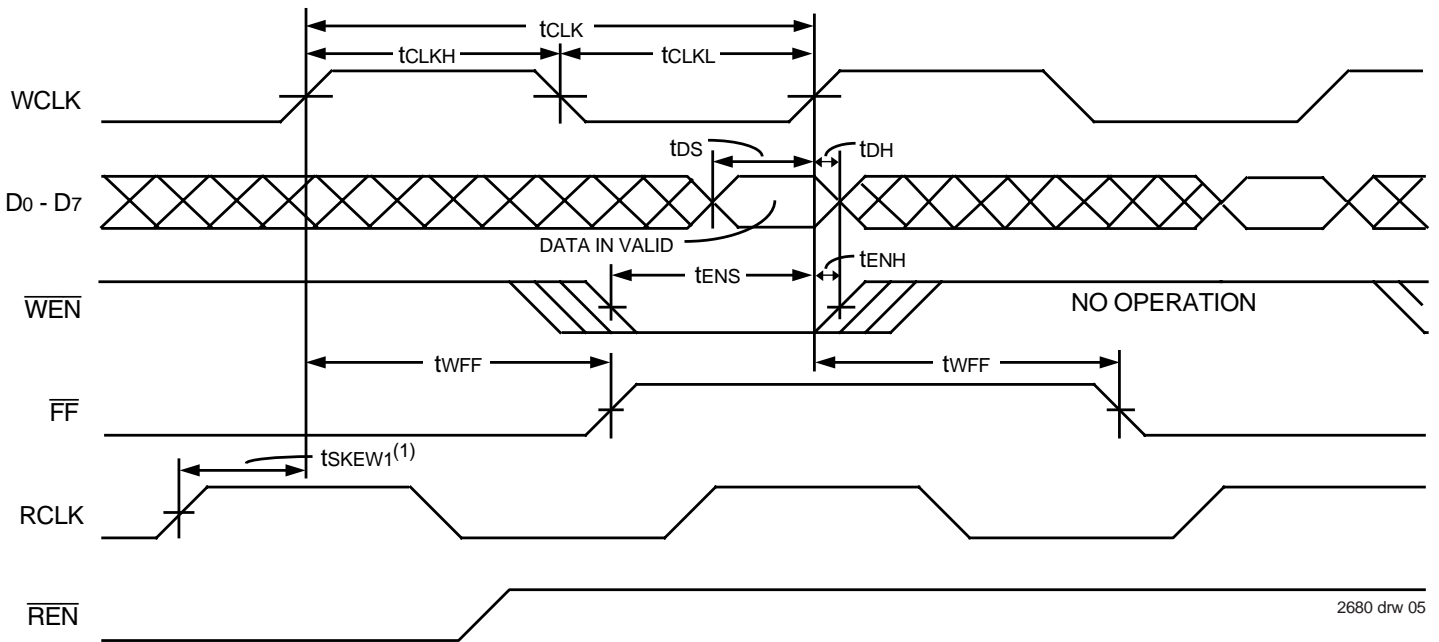 tCLK
tCLKH
tCLKL
WCLK
tDS
tDH
D0 - D7
DATA IN VALID
tENS
tENH
WEN
NO OPERATION
tWFF
tWFF
FF
tSKEW1(1)
RCLK
REN
2680 drw 05